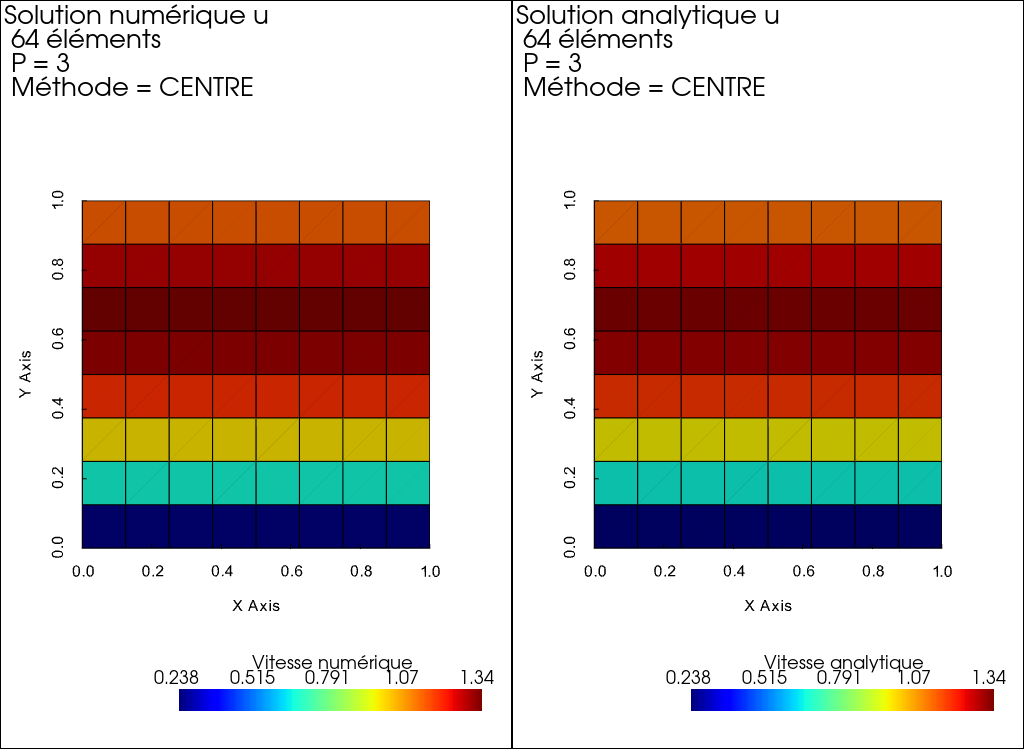 Solution numérique u
64 éléments
P = 3
Méthode = CENTRE
1.0
0.8
0.6
0.4
0.2
0.0
Y Axis
0.0 0.2 0.4 0.6 0.8 1.0
X Axis
Vitesse numérique
0.238 0.515 0.791 1.07 1.34
Solution analytique u
64 éléments
P = 3
Méthode = CENTRE
1.0
0.8
0.6
0.4
0.2
0.0
Y Axis
0.0 0.2 0.4 0.6 0.8 1.0
X Axis
Vitesse analytique
0.238 0.515 0.791 1.07 1.34